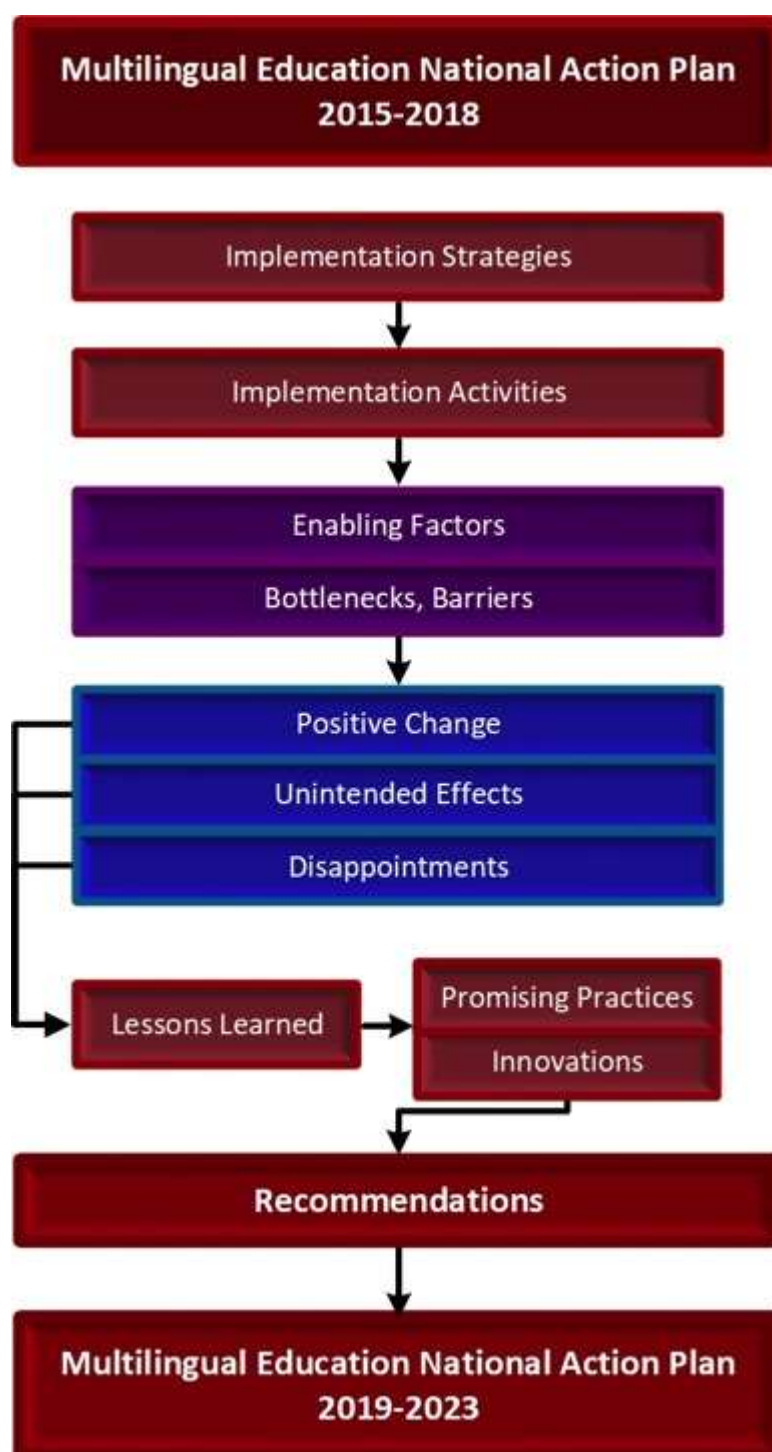 Multilingual Education National Action Plan
2015-2018
Implementation Strategies
Implementation Activities
Enabling Factors
Bottlenecks, Barriers
Positive Change
Unintended Effects
Disappointments
Lessons Learned
Promising Practices
Innovations
Recommendations
Multilingual Education National Action Plan
2019-2023